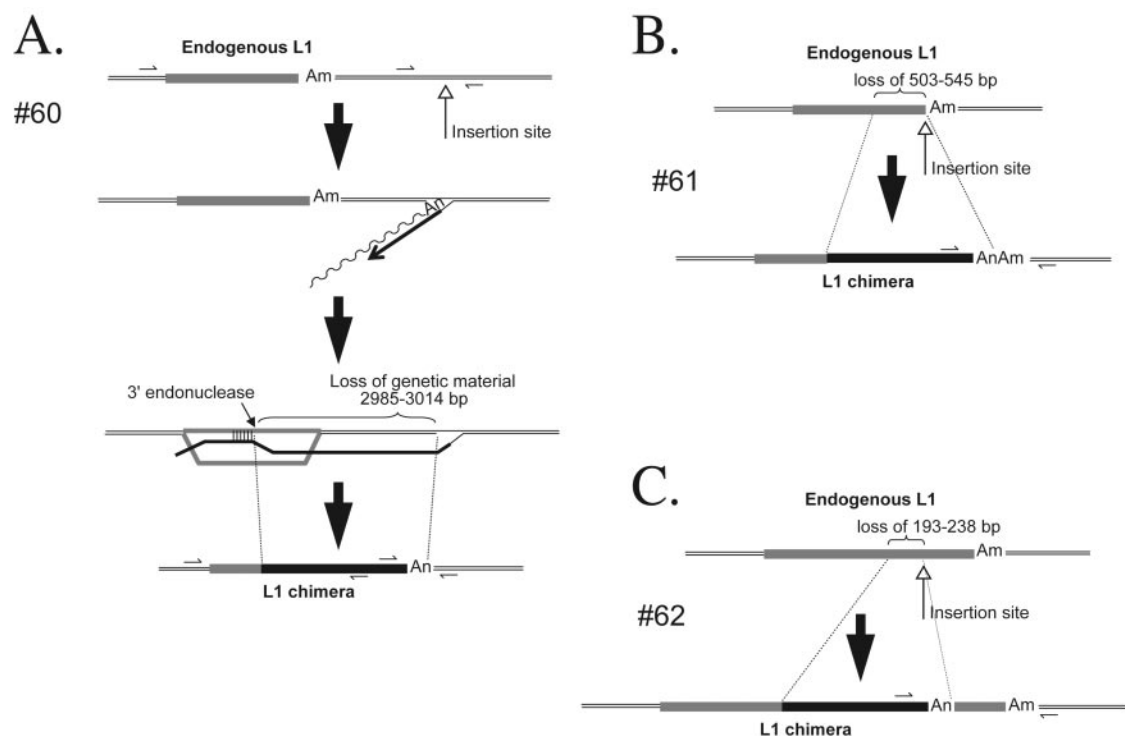 A.
#60
Endogenous L1
Am
Insertion site
Am
An
3' endonuclease
Loss of genetic material
2985-3014 bp
An
L1 chimera
B.
#61
Endogenous L1
loss of 503-545 bp
Am
Insertion site
AnAm
L1 chimera
C.
#62
Endogenous L1
loss of 193-238 bp
Am
Insertion site
An
Am
L1 chimera